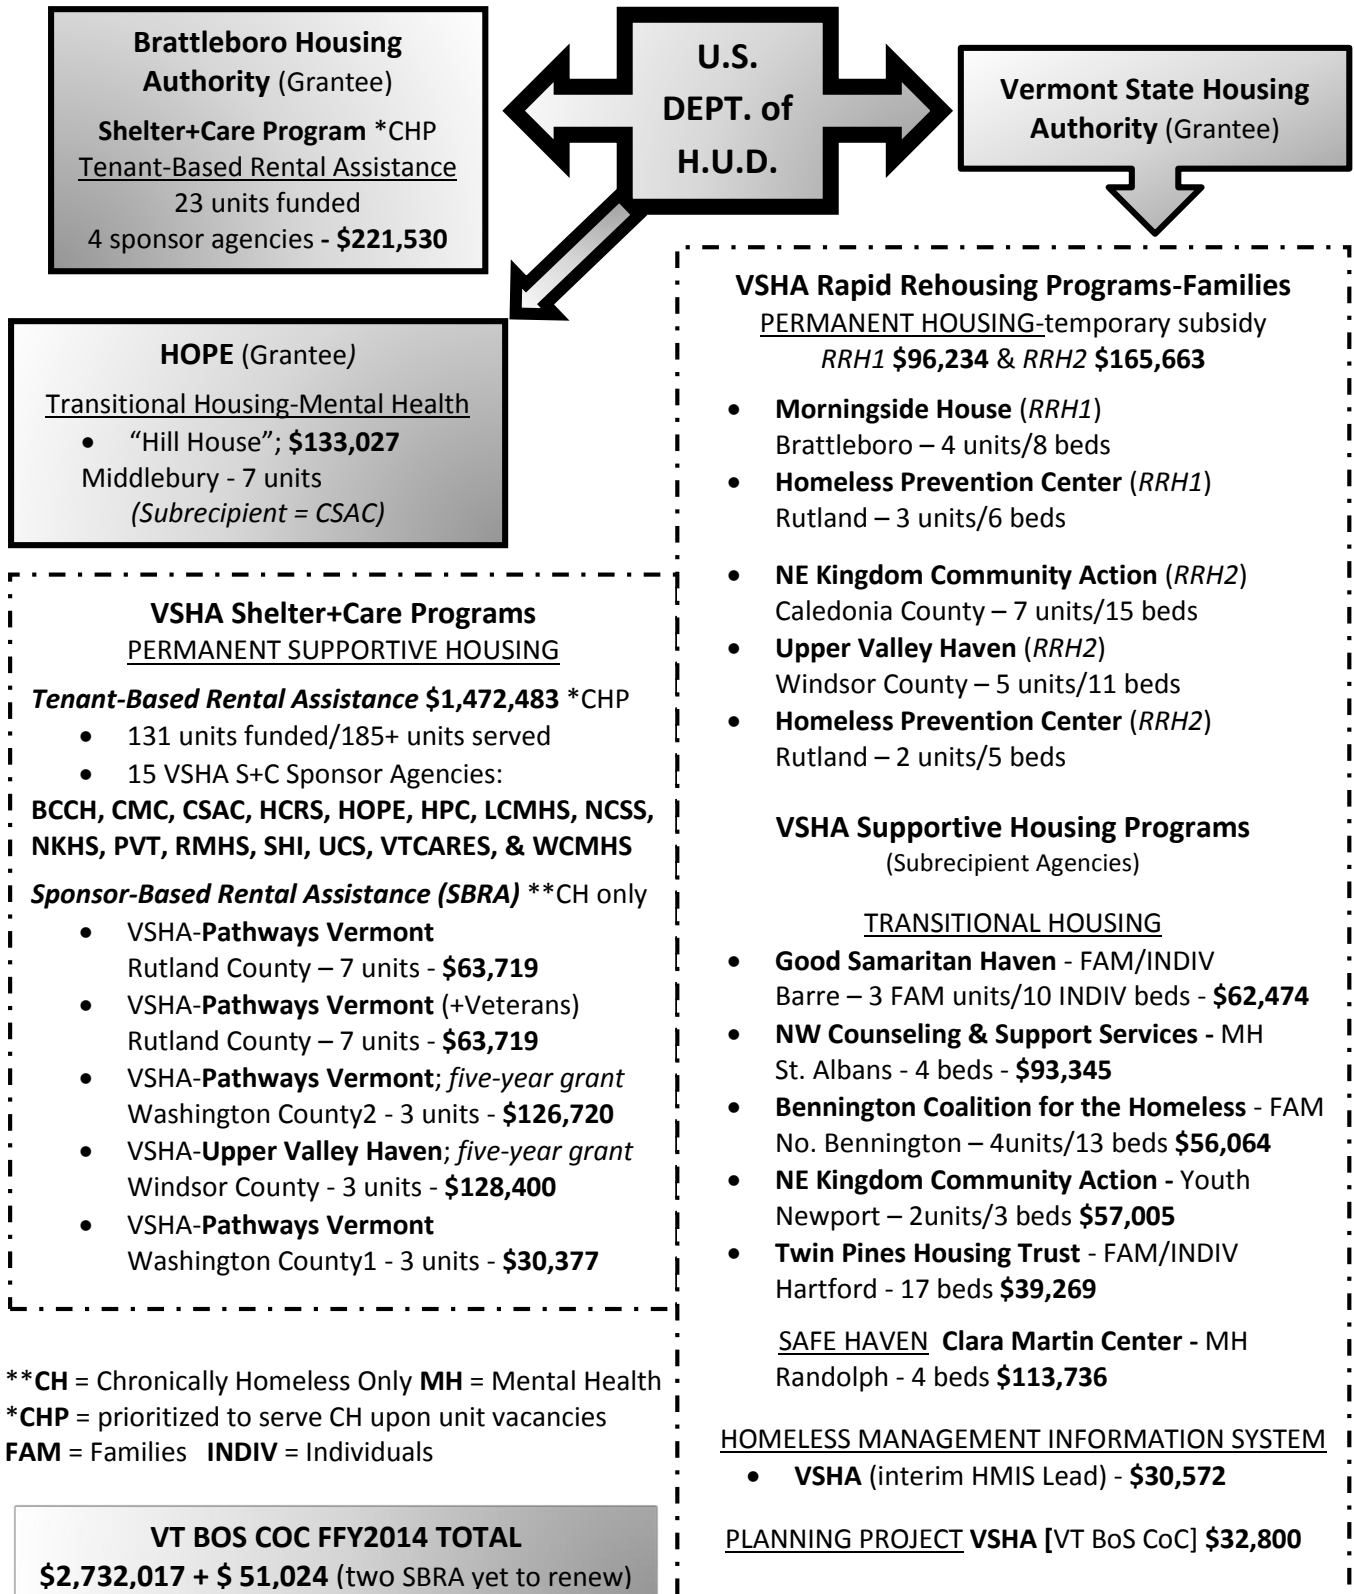 Brattleboro Housing
Authority (Grantee)
Shelter+Care Program *CHP
Tenant-Based Rental Assistance
23 units funded
4 sponsor agencies - $221,530
U.S.
DEPT. of
H.U.D.
Vermont State Housing
Authority (Grantee)
HOPE (Grantee)
Transitional Housing-Mental Health
• “Hill House”; $133,027
Middlebury - 7 units
(Subrecipient = CSAC)
VSHA Shelter+Care Programs
PERMANENT SUPPORTIVE HOUSING
Tenant-Based Rental Assistance $1,472,483 *CHP
• 131 units funded/185+ units served
• 15 VSHA S+C Sponsor Agencies:
BCCH, CMC, CSAC, HCRS, HOPE, HPC, LCMHS, NCSS,
NKHS, PVT, RMHS, SHI, UCS, VTCARES, & WCMHS
Sponsor-Based Rental Assistance (SBRA) **CH only
• VSHA-Pathways Vermont
Rutland County – 7 units - $63,719
• VSHA-Pathways Vermont (+Veterans)
Rutland County – 7 units - $63,719
• VSHA-Pathways Vermont; five-year grant
Washington County2 - 3 units - $126,720
• VSHA-Upper Valley Haven; five-year grant
Windsor County - 3 units - $128,400
• VSHA-Pathways Vermont
Washington County1 - 3 units - $30,377
**CH = Chronically Homeless Only MH = Mental Health
*CHP = prioritized to serve CH upon unit vacancies
FAM = Families INDIV = Individuals
VT BOS COC FFY2014 TOTAL
$2,732,017 + $ 51,024 (two SBRA yet to renew)
VSHA Rapid Rehousing Programs-Families
PERMANENT HOUSING-temporary subsidy
RRH1 $96,234 & RRH2 $165,663
• Morningside House (RRH1)
Brattleboro – 4 units/8 beds
• Homeless Prevention Center (RRH1)
Rutland – 3 units/6 beds
• NE Kingdom Community Action (RRH2)
Caledonia County – 7 units/15 beds
• Upper Valley Haven (RRH2)
Windsor County – 5 units/11 beds
• Homeless Prevention Center (RRH2)
Rutland – 2 units/5 beds
VSHA Supportive Housing Programs
(Subrecipient Agencies)
TRANSITIONAL HOUSING
• Good Samaritan Haven - FAM/INDIV
Barre – 3 FAM units/10 INDIV beds - $62,474
• NW Counseling & Support Services - MH
St. Albans - 4 beds - $93,345
• Bennington Coalition for the Homeless - FAM
No. Bennington – 4units/13 beds $56,064
• NE Kingdom Community Action - Youth
Newport – 2units/3 beds $57,005
• Twin Pines Housing Trust - FAM/INDIV
Hartford - 17 beds $39,269
SAFE HAVEN Clara Martin Center - MH
Randolph - 4 beds $113,736
HOMELESS MANAGEMENT INFORMATION SYSTEM
• VSHA (interim HMIS Lead) - $30,572
PLANNING PROJECT VSHA [VT BoS CoC] $32,800